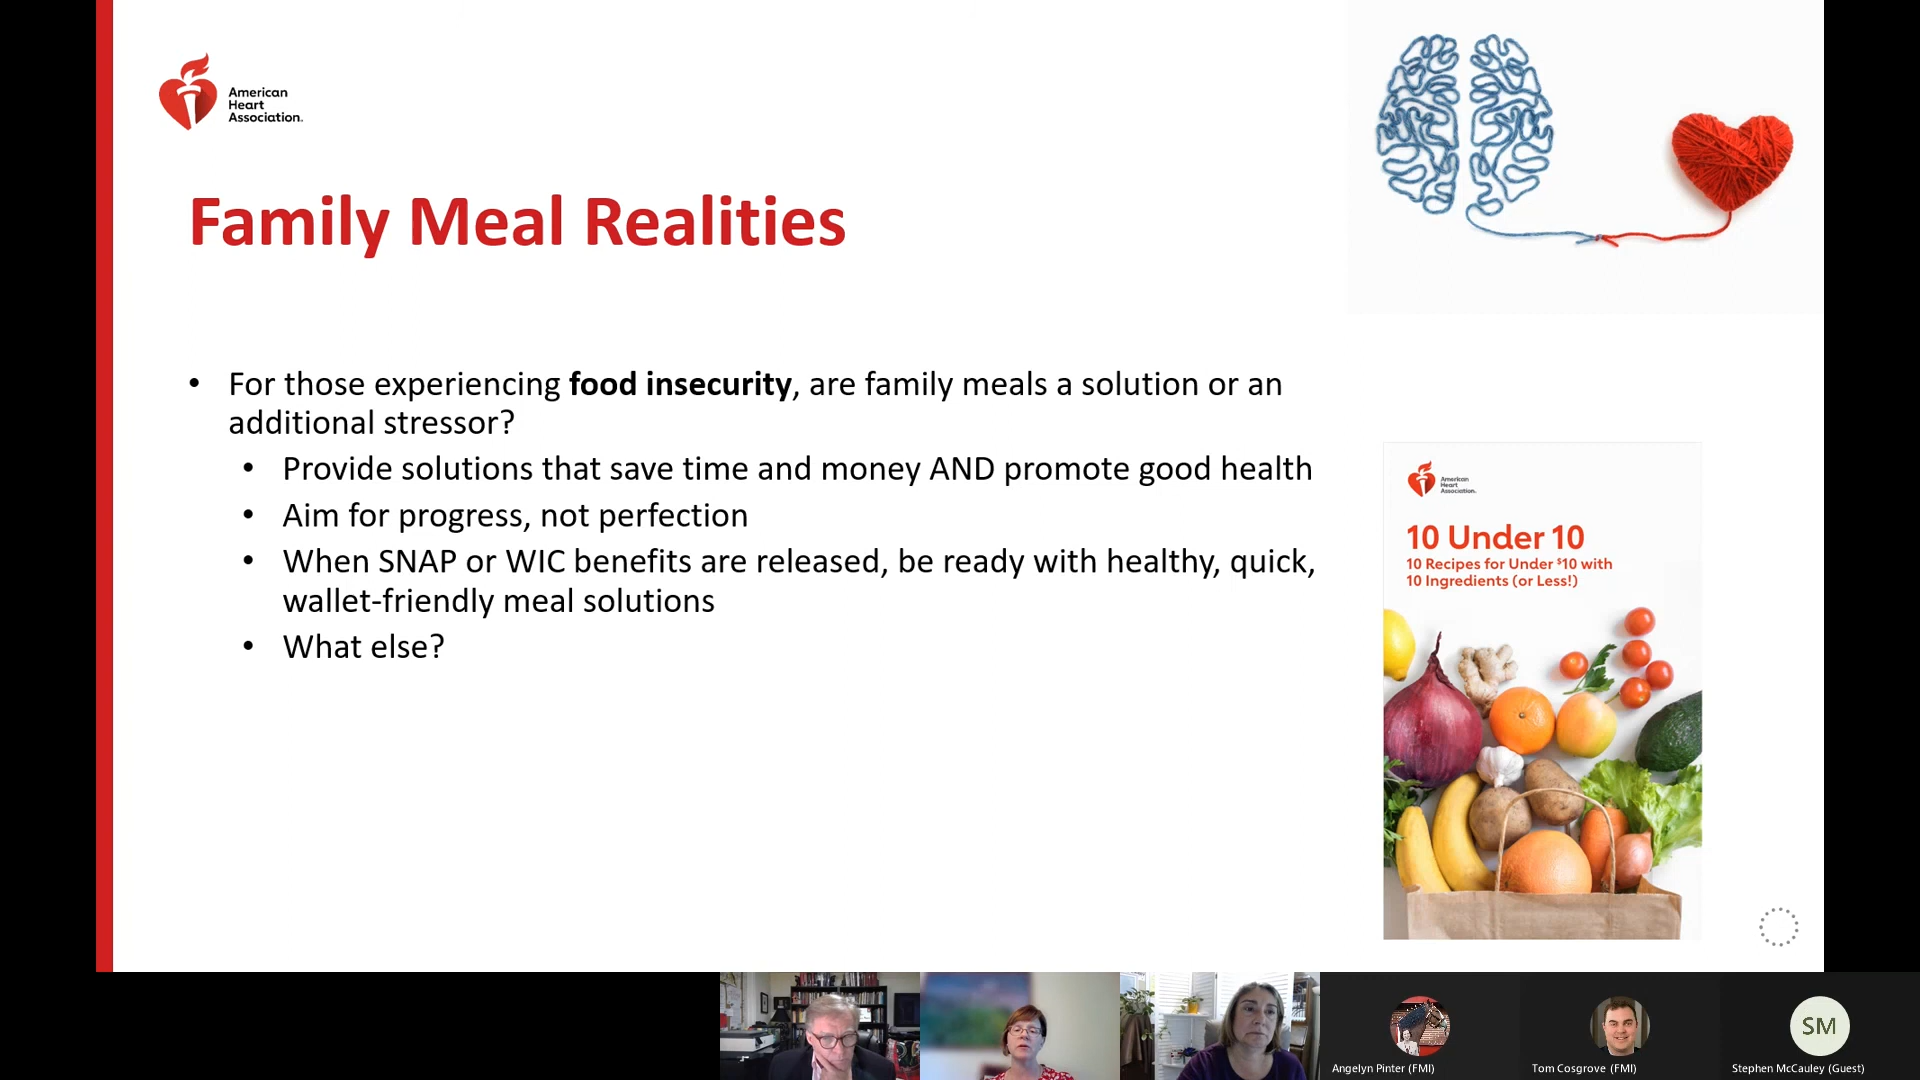 American
Heart
Association.
Family Meal Realities
• For those experiencing food insecurity, are family meals a solution or an
additional stressor?
• Provide solutions that save time and money AND promote good health
• Aim for progress, not perfection
• When SNAP or WIC benefits are released, be ready with healthy, quick,
wallet-friendly meal solutions
• What else?
American
Heart
Association.
10 Under 10
10 Recipes for Under $10 with
10 Ingredients (or Less!)
SM
Angelyn Pinter (FMI)
Tom Cosgrove (FMI)
Stephen McCauley (Guest)